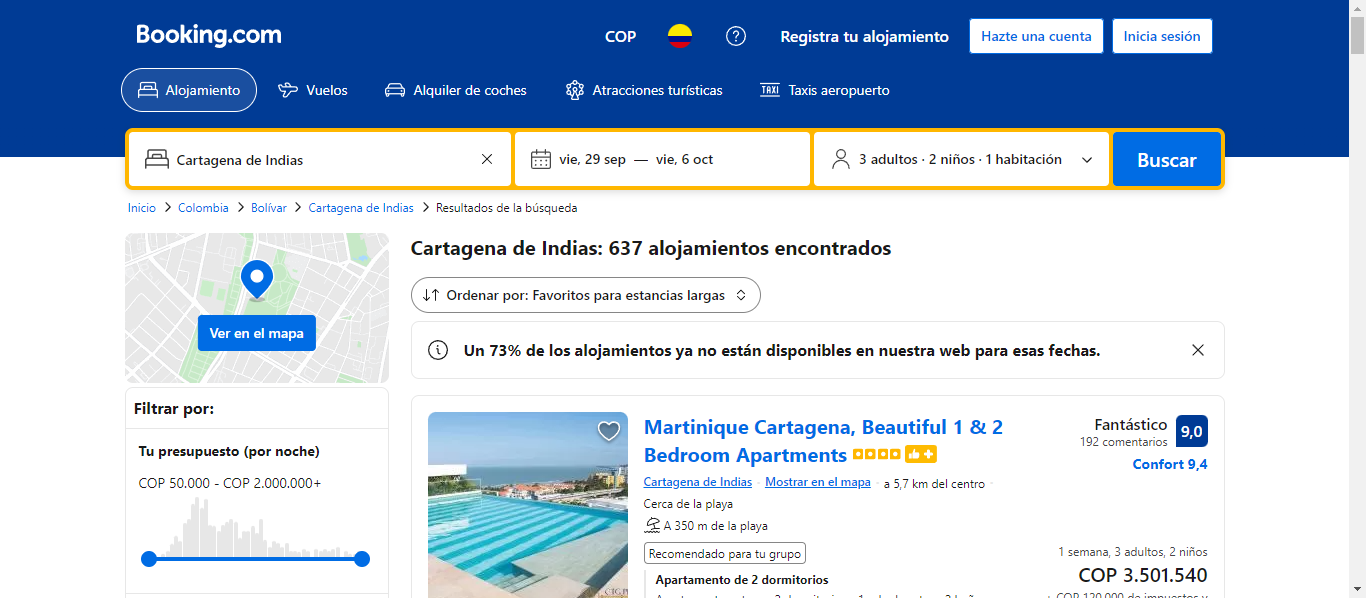 Booking.com
COP
Registra tu alojamiento
Hazte una cuenta
Inicia sesión
Alojamiento
Vuelos
Alquiler de coches
Atracciones turísticas
TAXI Taxis aeropuerto
Cartagena de Indias
vie, 29 sep — vie, 6 oct
3 adultos · 2 niños · 1 habitación
Buscar
Inicio > Colombia > Bolívar > Cartagena de Indias > Resultados de la búsqueda
Ver en el mapa
Filtrar por:
Tu presupuesto (por noche)
COP 50.000 - COP 2.000.000+
Cartagena de Indias: 637 alojamientos encontrados
Ordenar por: Favoritos para estancias largas
Un 73% de los alojamientos ya no están disponibles en nuestra web para esas fechas.
Martinique Cartagena, Beautiful 1 & 2
Bedroom Apartments
Cartagena de Indias · Mostrar en el mapa · a 5,7 km del centro
Cerca de la playa
A 350 m de la playa
Recomendado para tu grupo
Apartamento de 2 dormitorios
Fantástico
192 comentarios
9,0
Confort 9,4
1 semana, 3 adultos, 2 niños
COP 3.501.540